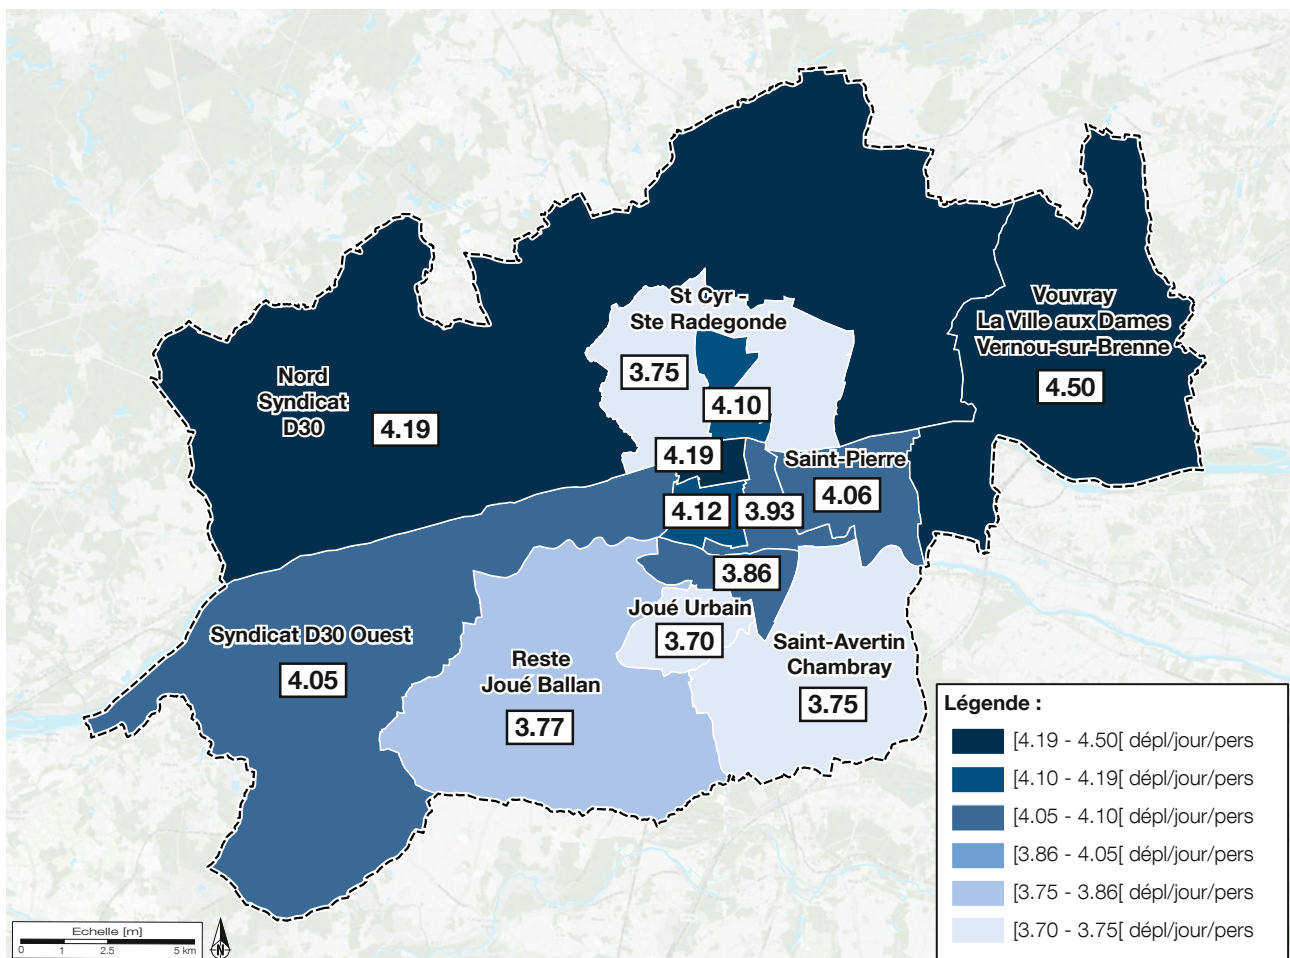 St Cyr -
Ste Radegonde
3.75
4.10
Vouvray
La Ville aux Dames
Vernou-sur-Brenne
4.50
Nord
Syndicat
D30
4.19
4.19
Saint-Pierre
4.06
4.12
3.93
3.86
Joué Urbain
3.70
Syndicat D30 Ouest
4.05
Reste
Joué Ballan
3.77
Saint-Avertin
Chambray
3.75
Légende :
[4.19 - 4.50[ dépl/jour/pers
[4.10 - 4.19[ dépl/jour/pers
[4.05 - 4.10[ dépl/jour/pers
[3.86 - 4.05[ dépl/jour/pers
[3.75 - 3.86[ dépl/jour/pers
[3.70 - 3.75[ dépl/jour/pers
Echelle [m]
0 1 2.5 5 km
N